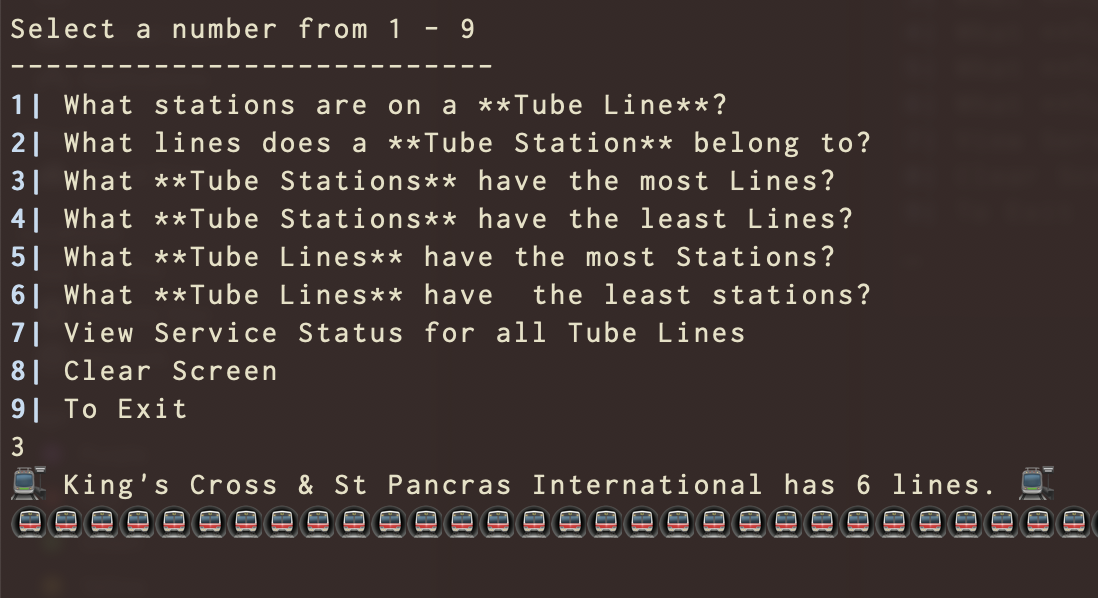 Select a number from 1 - 9
---------------------------
1| What stations are on a **Tube Line**?
2| What lines does a **Tube Station** belong to?
3| What **Tube Stations** have the most Lines?
4| What **Tube Stations** have the least Lines?
5| What **Tube Lines** have the most Stations?
6| What **Tube Lines** have  the least stations?
7| View Service Status for all Tube Lines
8| Clear Screen
9| To Exit
3
🚉 King's Cross & St Pancras International has 6 lines. 🚉